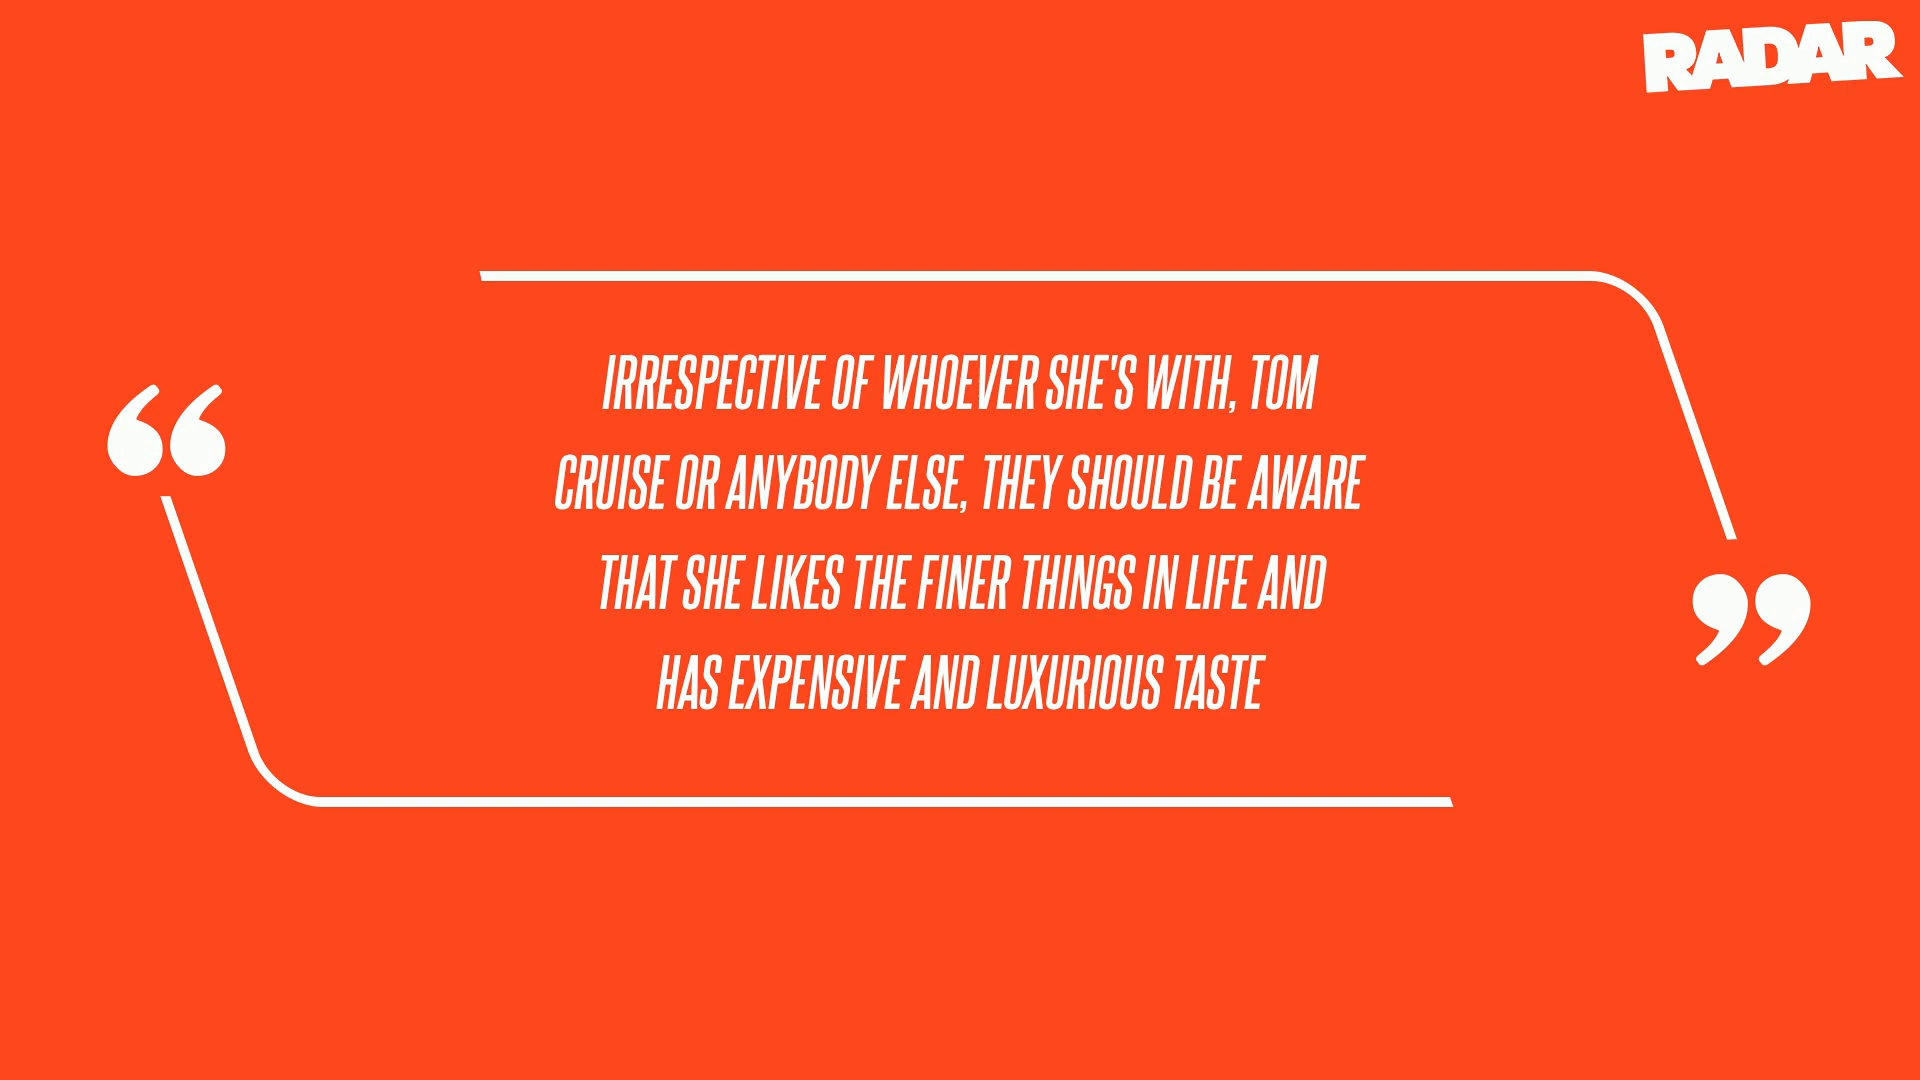 RADAR
IRRESPECTIVE OF WHOEVER SHE'S WITH, TOM
CRUISE OR ANYBODY ELSE, THEY SHOULD BE AWARE
THAT SHE LIKES THE FINER THINGS IN LIFE AND
HAS EXPENSIVE AND LUXURIOUS TASTE